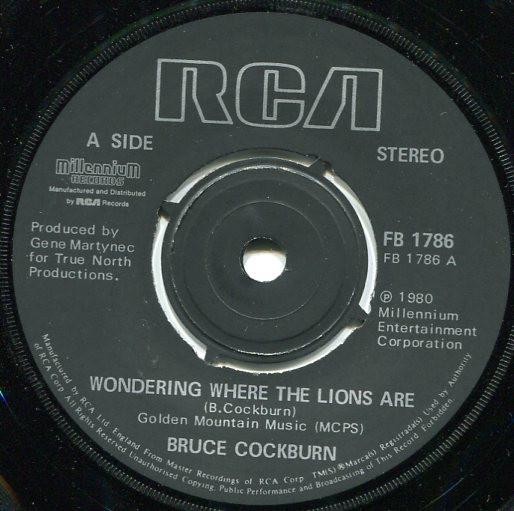 RCA
A SIDE
STEREO
Millennium
RECORDS
Manufactured and Distributed
by RCA Records
Produced by
Gene Martynec
for True North
Productions.
FB 1786
FB 1786 A
℗ 1980
Millennium
Entertainment
Corporation
WONDERING WHERE THE LIONS ARE
(B.Cockburn)
Golden Mountain Music (MCPS)
BRUCE COCKBURN
Manufactured by RCA Ltd. England From Master Recordings of RCA Corp. TM(S)®Marca(s) Registrada(s) Used by Authority
of RCA Corp All Rights Reserved Unauthorised Copying, Public Performance and Broadcasting of This Record Forbidden.